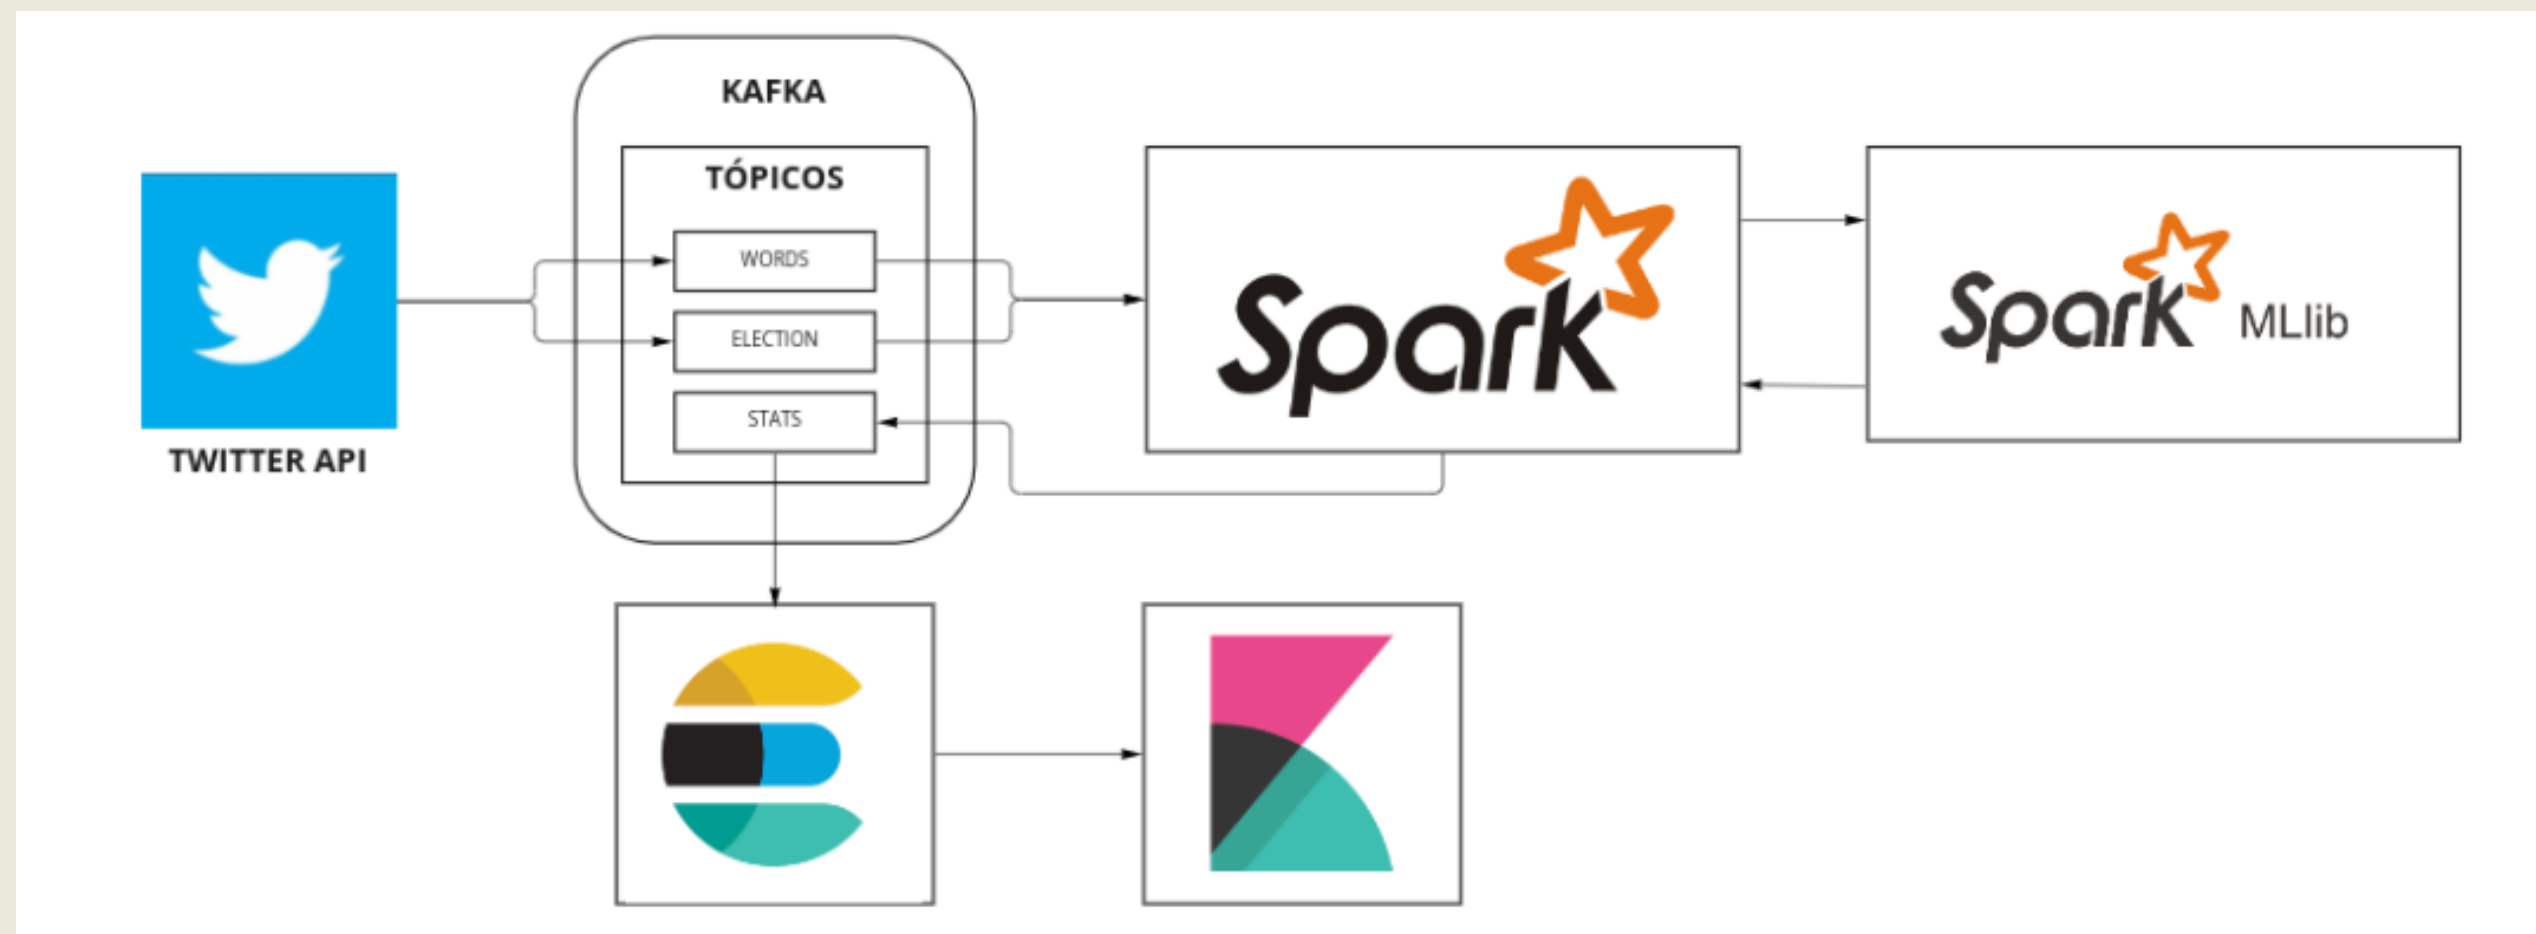 KAFKA
TÓPICOS
WORDS
ELECTION
STATS
TWITTER API
Spark
Spark MLlib